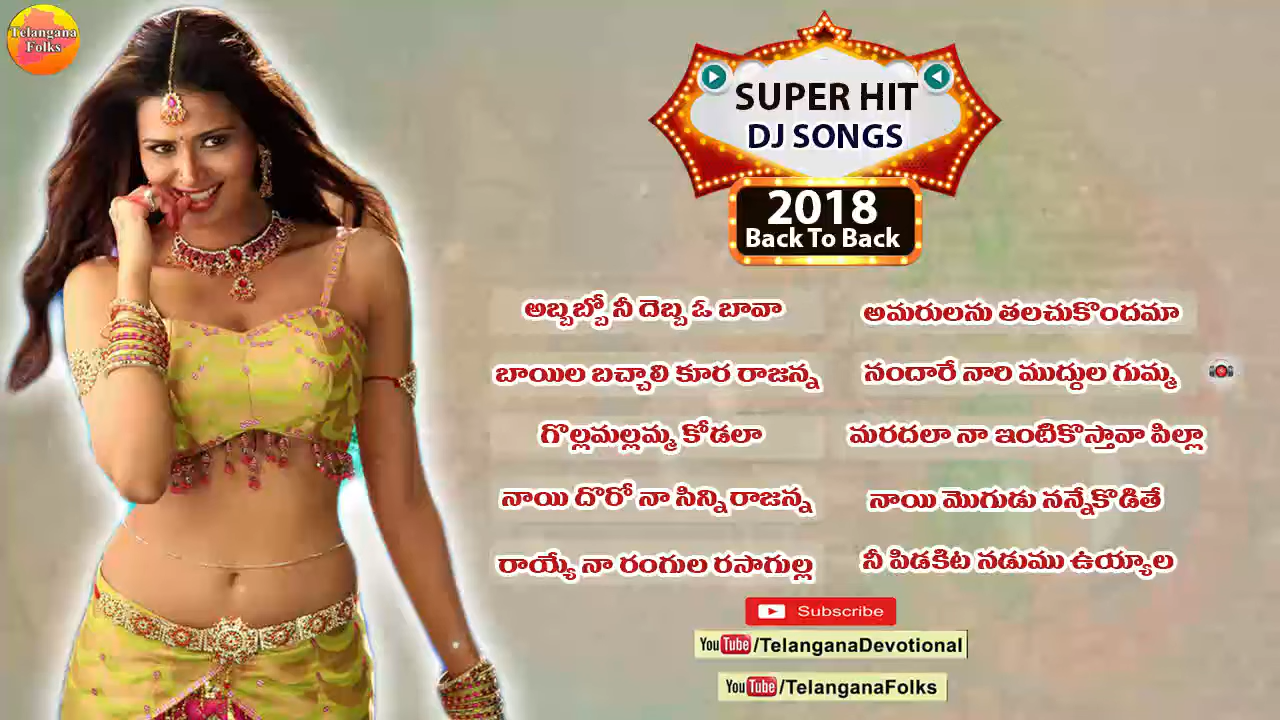 Telangana
Folks
SUPER HIT
DJ SONGS
2018
Back To Back
అబ్బబ్బో నీ దెబ్బ ఓ బావా
బాయిల బచ్చాలి కూర రాజన్న
గొల్లమల్లమ్మ కోడలా
నాయి దొరో నా సిన్ని రాజన్న
రాయ్యే నా రంగుల రసాగుల్ల
అమరులను తలచుకొందమా
నందారే నారి ముద్దుల గుమ్మ
మరదలా నా ఇంటికొస్తావా పిల్లా
నాయి మొగుడు నన్నేకొడితే
నీ పిడకిట నడుము ఉయ్యాల
Subscribe
YouTube/TelanganaDevotional
YouTube/TelanganaFolks